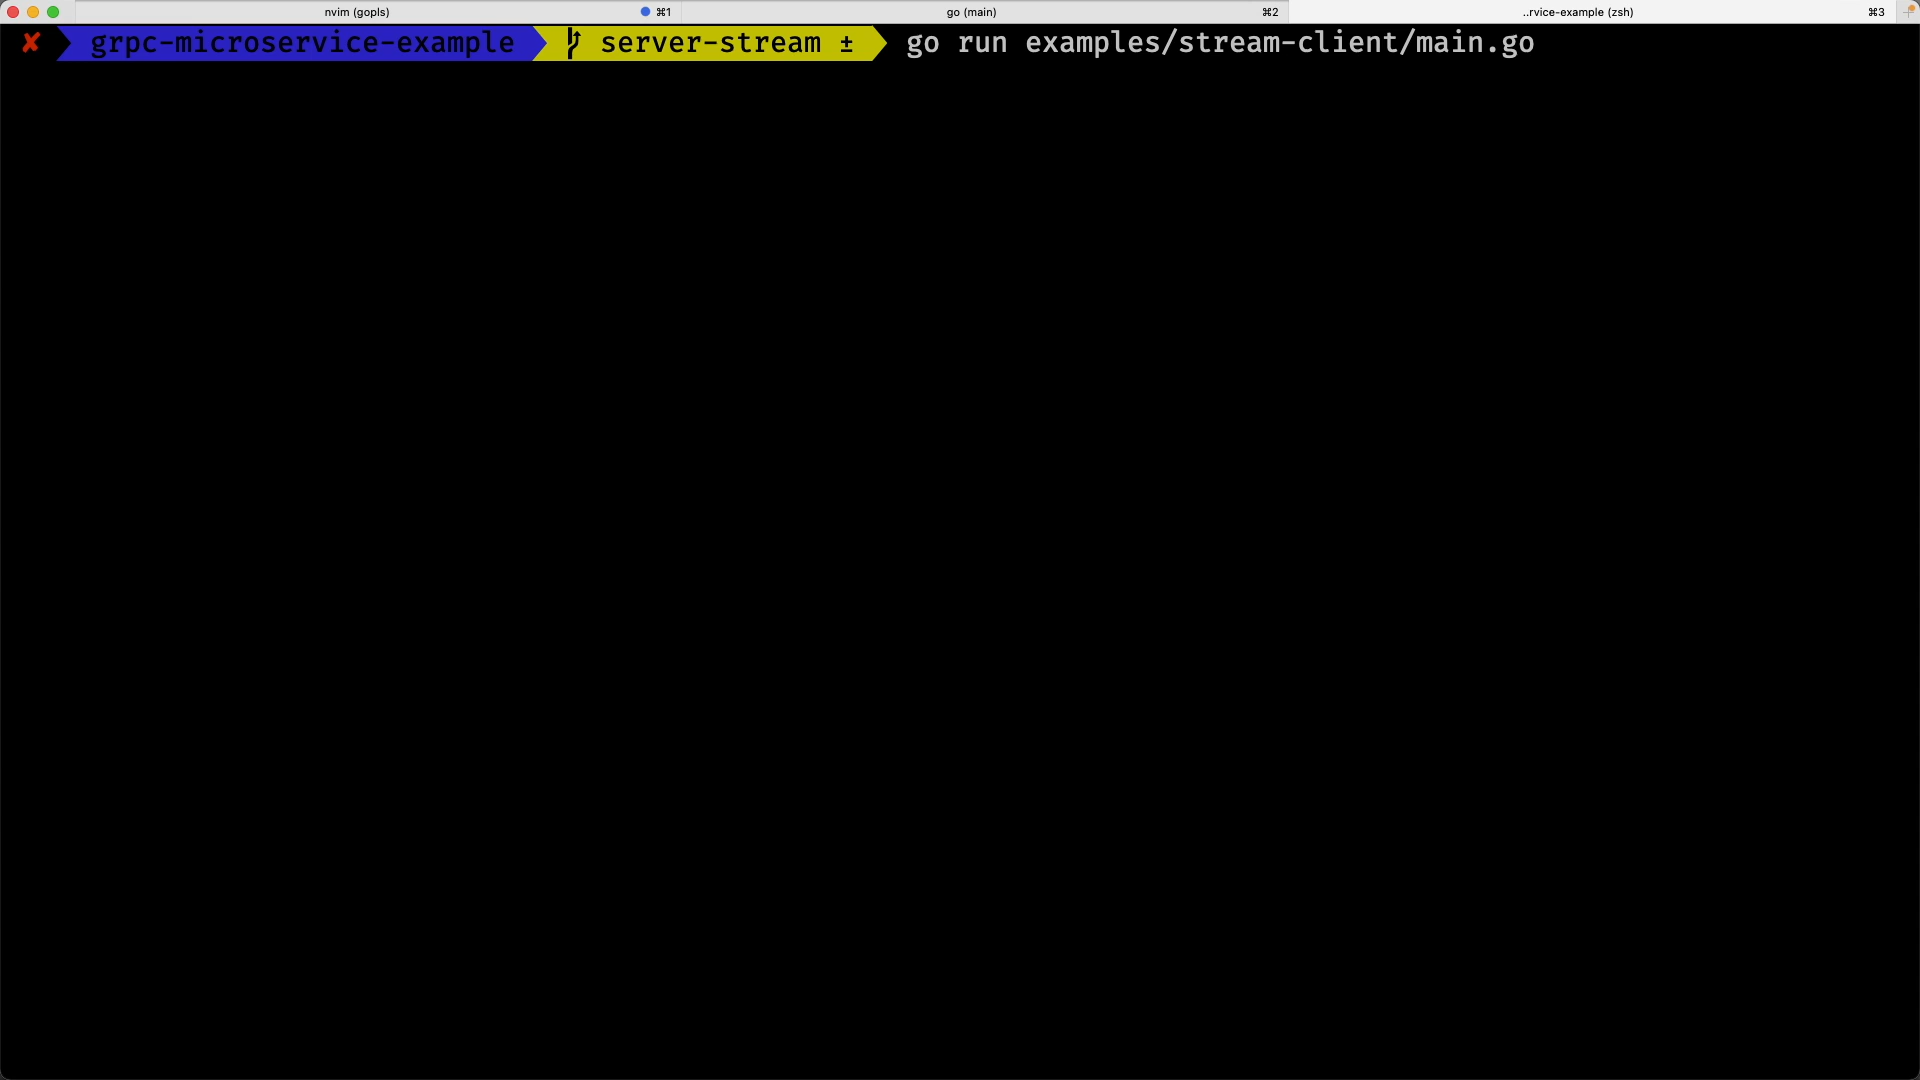 nvim (gopls) ⌘1 go (main) ⌘2 ..rvice-example (zsh) ⌘3
✘ grpc-microservice-example server-stream ± go run examples/stream-client/main.go